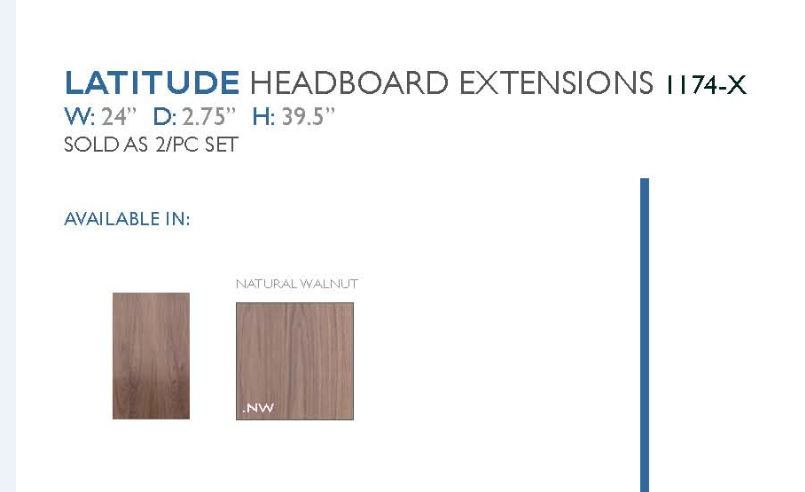 LATITUDE HEADBOARD EXTENSIONS 1174-X
W: 24” D: 2.75” H: 39.5”
SOLD AS 2/PC SET
AVAILABLE IN:
NATURAL WALNUT
.NW